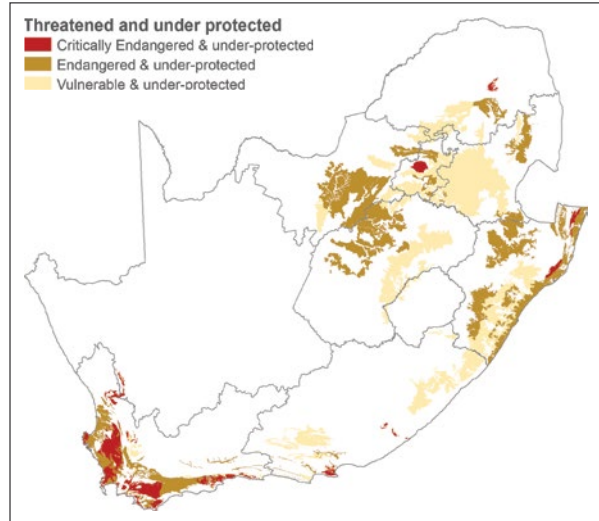 Threatened and under protected
Critically Endangered & under-protected
Endangered & under-protected
Vulnerable & under-protected